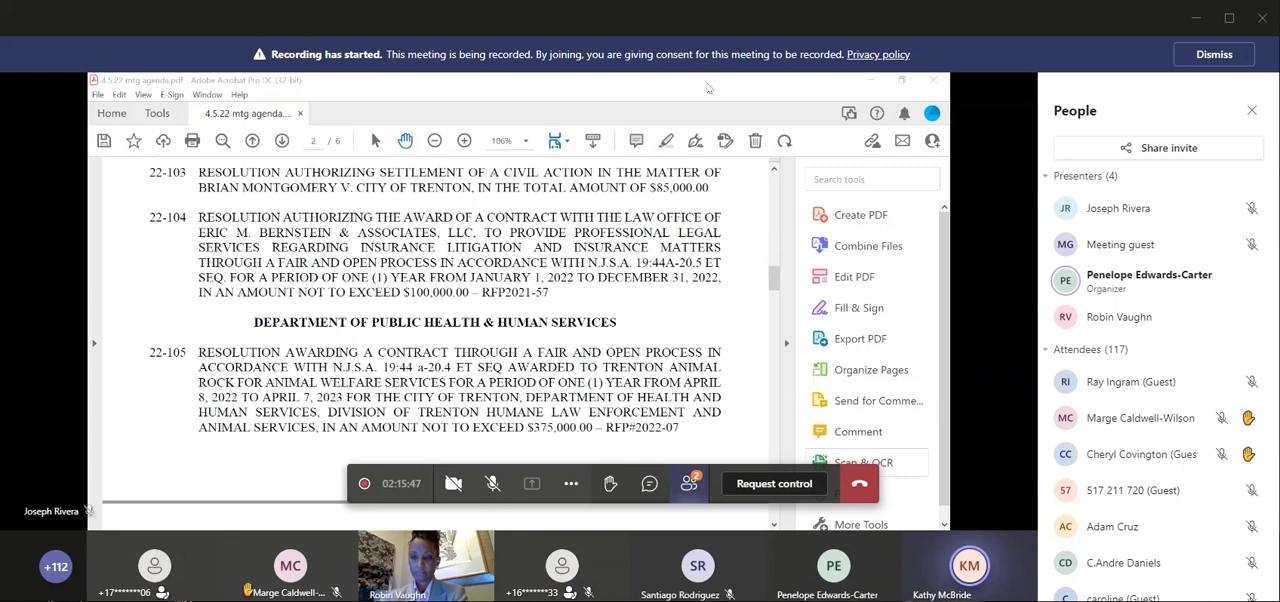 Recording has started. This meeting is being recorded. By joining, you are giving consent for this meeting to be recorded. Privacy policy
Dismiss
4.5.22 mtg agenda.pdf - Adobe Acrobat Pro DC (32-bit)
File Edit View E-Sign Window Help
Home Tools 4.5.22 mtg agenda.... ×
2 / 6 106%
22-103 RESOLUTION AUTHORIZING SETTLEMENT OF A CIVIL ACTION IN THE MATTER OF
BRIAN MONTGOMERY V. CITY OF TRENTON, IN THE TOTAL AMOUNT OF $85,000.00
22-104 RESOLUTION AUTHORIZING THE AWARD OF A CONTRACT WITH THE LAW OFFICE OF
ERIC M. BERNSTEIN & ASSOCIATES, LLC, TO PROVIDE PROFESSIONAL LEGAL
SERVICES REGARDING INSURANCE LITIGATION AND INSURANCE MATTERS
THROUGH A FAIR AND OPEN PROCESS IN ACCORDANCE WITH N.J.S.A. 19:44A-20.5 ET
SEQ. FOR A PERIOD OF ONE (1) YEAR FROM JANUARY 1, 2022 TO DECEMBER 31, 2022,
IN AN AMOUNT NOT TO EXCEED $100,000.00 – RFP2021-57
DEPARTMENT OF PUBLIC HEALTH & HUMAN SERVICES
22-105 RESOLUTION AWARDING A CONTRACT THROUGH A FAIR AND OPEN PROCESS IN
ACCORDANCE WITH N.J.S.A. 19:44 a-20.4 ET SEQ AWARDED TO TRENTON ANIMAL
ROCK FOR ANIMAL WELFARE SERVICES FOR A PERIOD OF ONE (1) YEAR FROM APRIL
8, 2022 TO APRIL 7, 2023 FOR THE CITY OF TRENTON, DEPARTMENT OF HEALTH AND
HUMAN SERVICES, DIVISION OF TRENTON HUMANE LAW ENFORCEMENT AND
ANIMAL SERVICES, IN AN AMOUNT NOT TO EXCEED $375,000.00 – RFP#2022-07
Search tools
Create PDF
Combine Files
Edit PDF
Fill & Sign
Export PDF
Organize Pages
Send for Comme...
Comment
Scan & OCR
More Tools
02:15:47
2
Request control
Joseph Rivera
People
Share invite
Presenters (4)
JR Joseph Rivera
MG Meeting guest
PE Penelope Edwards-Carter
Organizer
RV Robin Vaughn
Attendees (117)
RI Ray Ingram (Guest)
MC Marge Caldwell-Wilson
CC Cheryl Covington (Gues
57 517 211 720 (Guest)
AC Adam Cruz
CD C.Andre Daniels
caroline (Guest)
+112
+17*******06
MC
Marge Caldwell-...
Robin Vaughn
+16*******33
SR
Santiago Rodriguez
PE
Penelope Edwards-Carter
KM
Kathy McBride